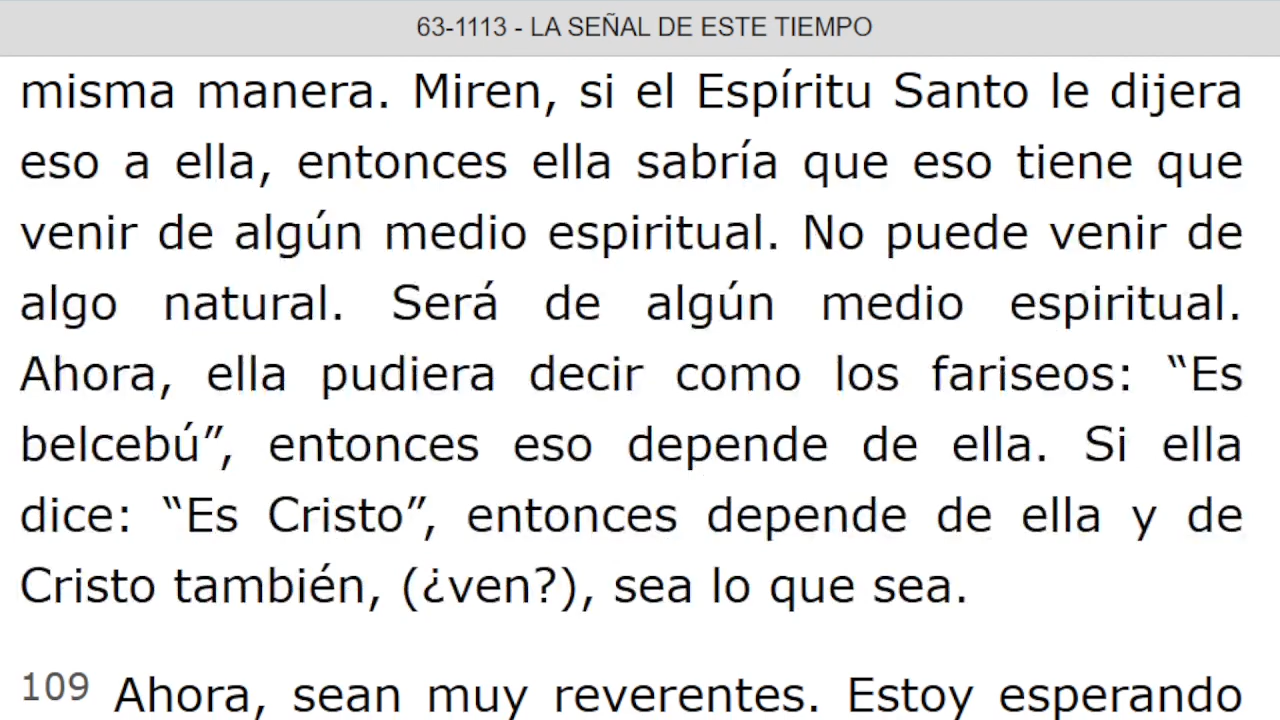 63-1113 - LA SEÑAL DE ESTE TIEMPO
misma manera. Miren, si el Espíritu Santo le dijera
eso a ella, entonces ella sabría que eso tiene que
venir de algún medio espiritual. No puede venir de
algo natural. Será de algún medio espiritual.
Ahora, ella pudiera decir como los fariseos: “Es
belcebú”, entonces eso depende de ella. Si ella
dice: “Es Cristo”, entonces depende de ella y de
Cristo también, (¿ven?), sea lo que sea.
109 Ahora, sean muy reverentes. Estoy esperando